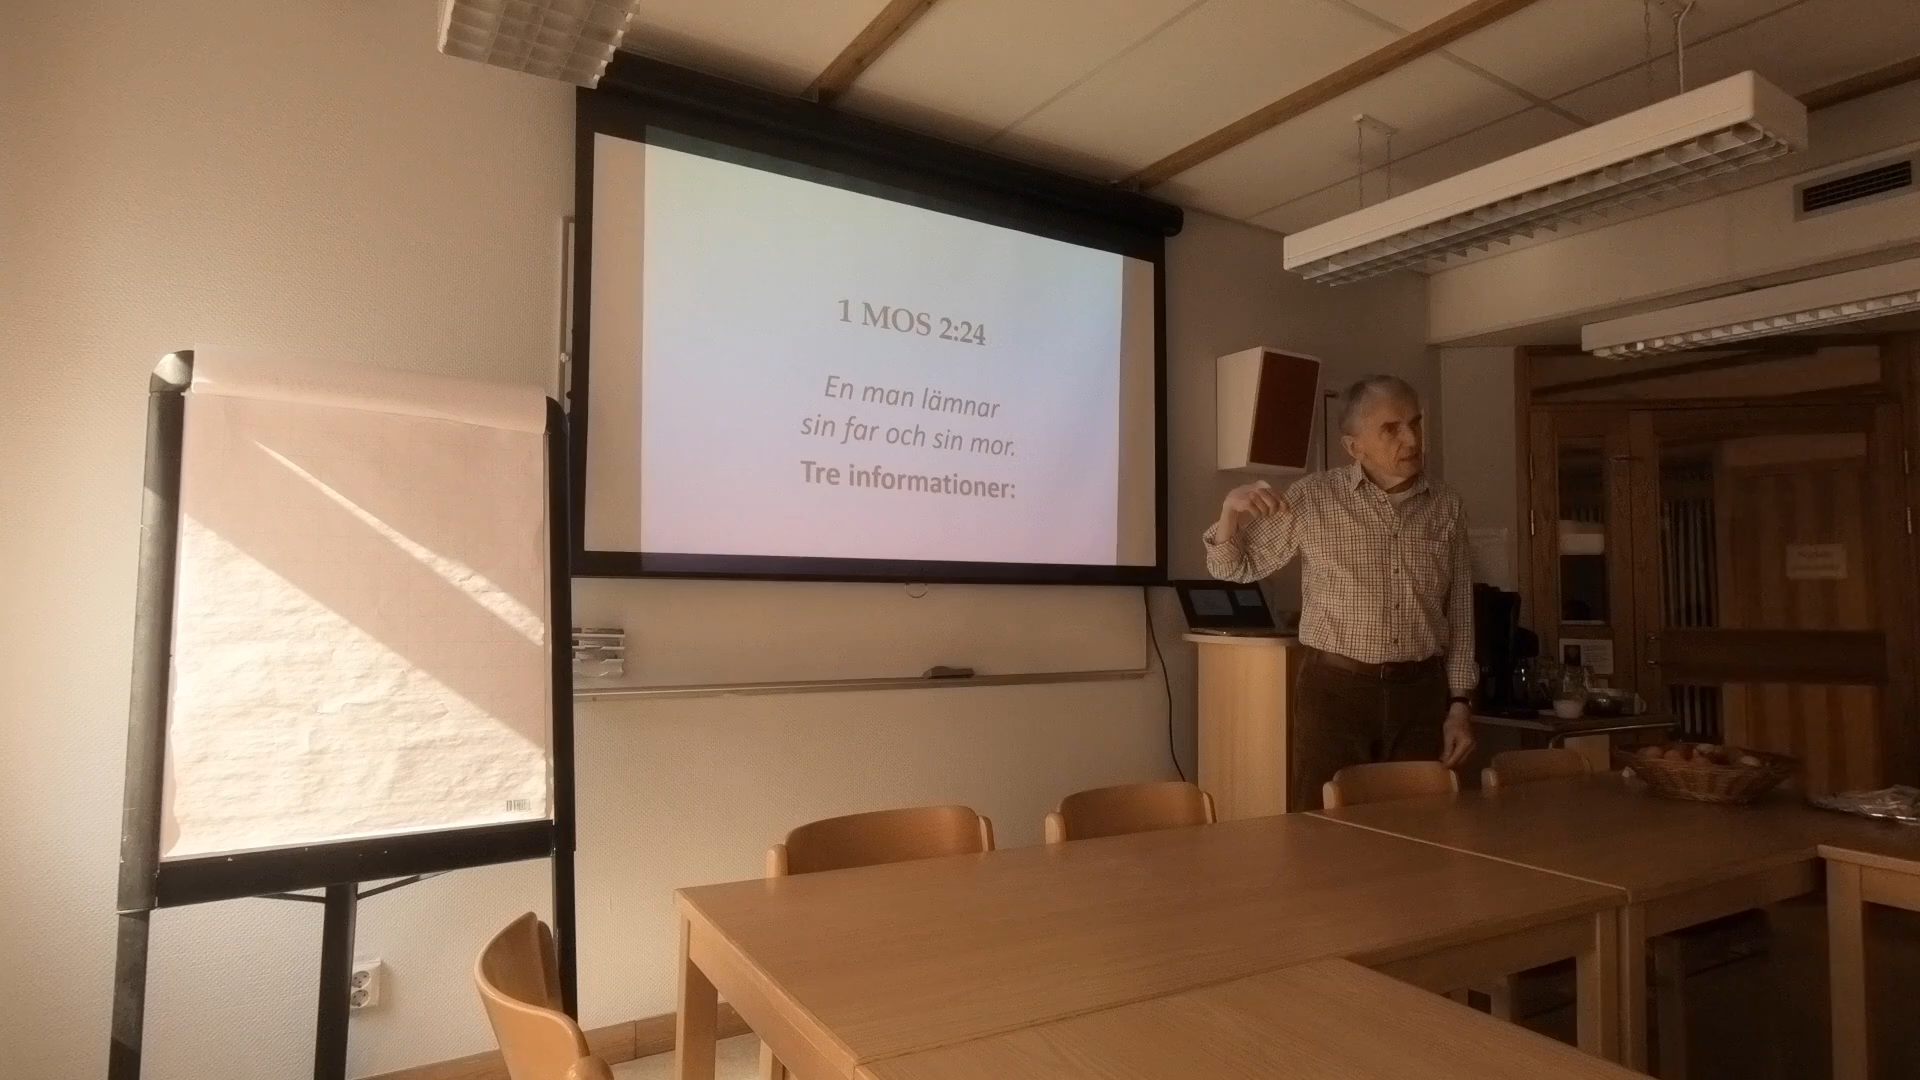 1 MOS 2:24
En man lämnar
sin far och sin mor.
Tre informationer: